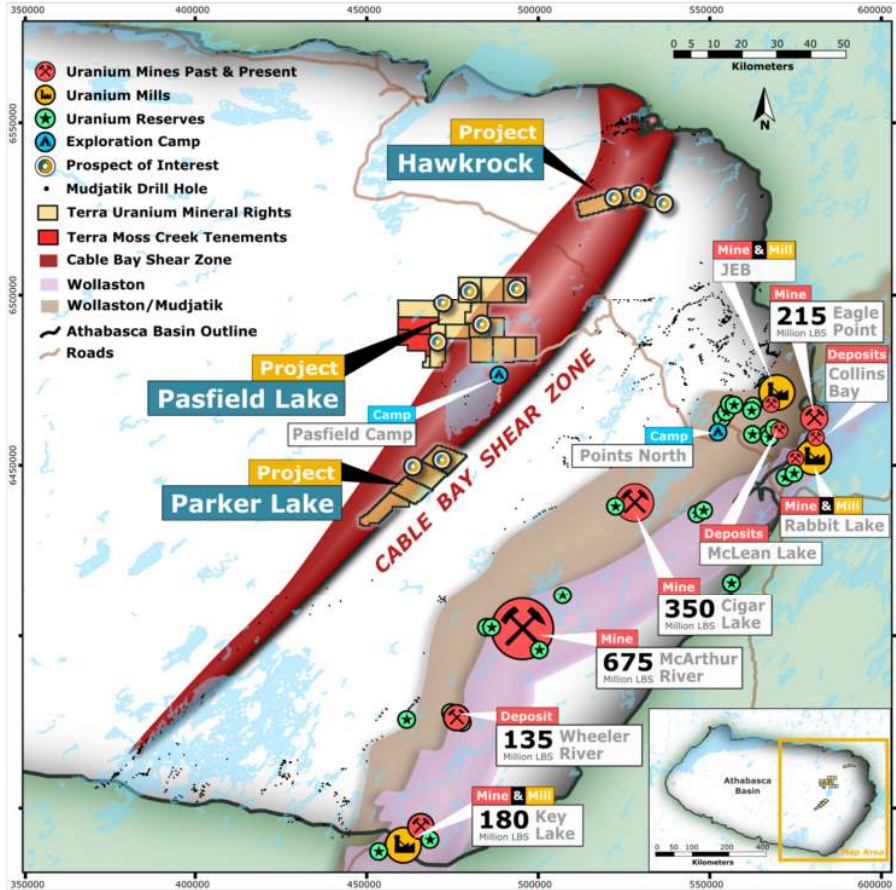 350000 400000 450000 500000 550000 600000
Uranium Mines Past & Present
Uranium Mills
Uranium Reserves
Exploration Camp
Prospect of Interest
Mudjatik Drill Hole
Terra Uranium Mineral Rights
Terra Moss Creek Tenements
Cable Bay Shear Zone
Wollaston
Wollaston/Mudjatik
Athabasca Basin Outline
Roads
0 5 10 20 30 40 50
Kilometers
N
6550000
6500000
6450000
Project
Hawkrock
Project
Pasfield Lake
Camp
Pasfield Camp
Project
Parker Lake
CABLE BAY SHEAR ZONE
Mine & Mill
JEB
Mine
215 Eagle Point
Million LBS
Deposits
Collins
Bay
Camp
Points North
Mine & Mill
Rabbit Lake
Deposits
McLean Lake
Mine
350 Cigar Lake
Million LBS
Mine
675 McArthur River
Million LBS
Deposit
135 Wheeler River
Million LBS
Mine & Mill
180 Key Lake
Million LBS
Athabasca
Basin
0 50 100 200 300 400
Kilometers
Map Area
350000 400000 450000 500000 550000 600000